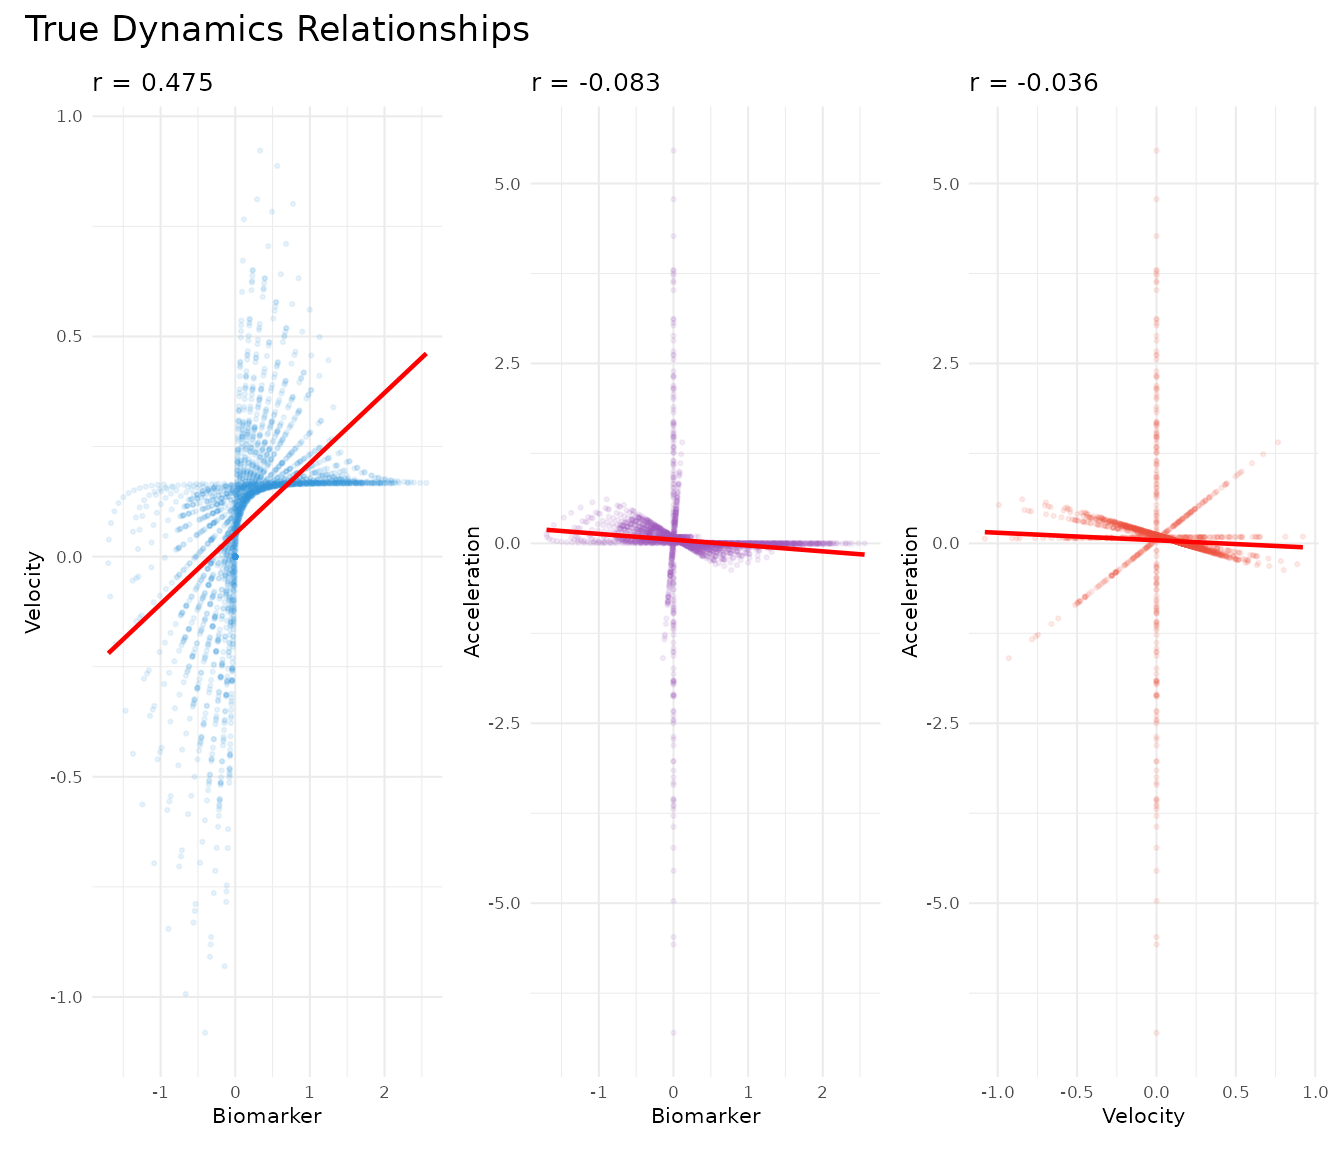 True Dynamics Relationships
r = 0.475
1.0
0.5
0.0
-0.5
-1.0
Velocity
-1 0 1 2
Biomarker
r = -0.083
5.0
2.5
0.0
-2.5
-5.0
Acceleration
-1 0 1 2
Biomarker
r = -0.036
5.0
2.5
0.0
-2.5
-5.0
Acceleration
-1.0 -0.5 0.0 0.5 1.0
Velocity